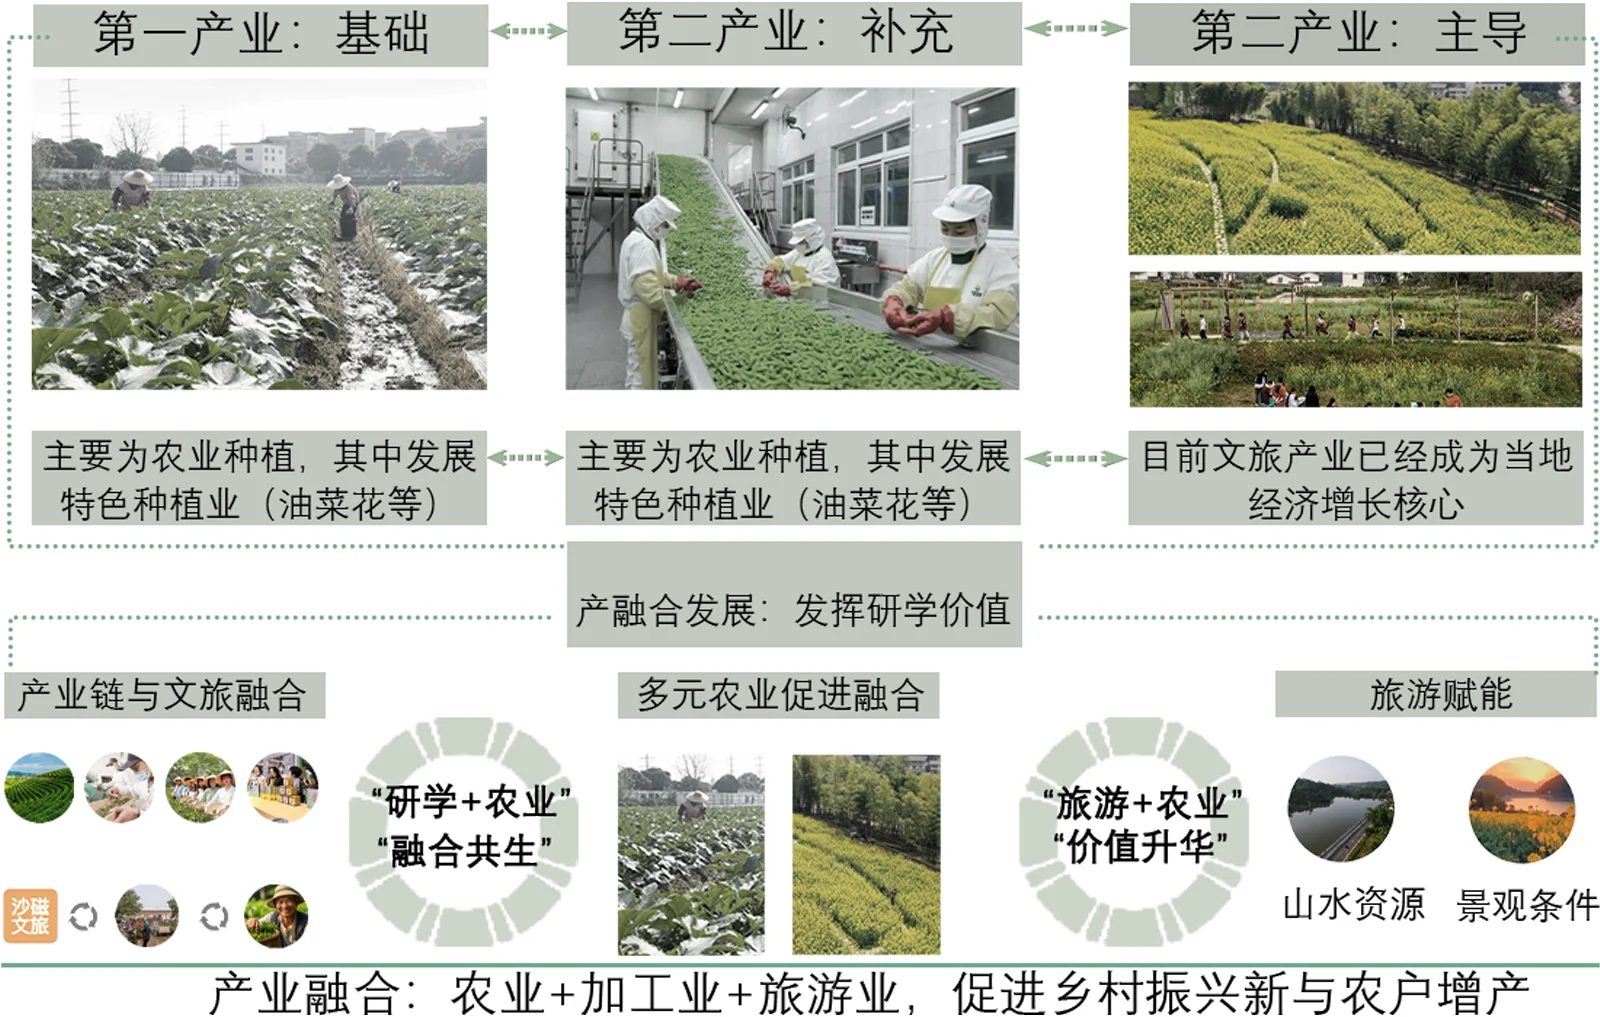 第一产业：基础
第二产业：补充
第二产业：主导
主要为农业种植，其中发展
特色种植业（油菜花等）
主要为农业种植，其中发展
特色种植业（油菜花等）
目前文旅产业已经成为当地
经济增长核心
产融合发展：发挥研学价值
产业链与文旅融合
多元农业促进融合
旅游赋能
“研学+农业”
“融合共生”
“旅游+农业”
“价值升华”
沙磁
文旅
山水资源
景观条件
产业融合：农业+加工业+旅游业，促进乡村振兴新与农户增产